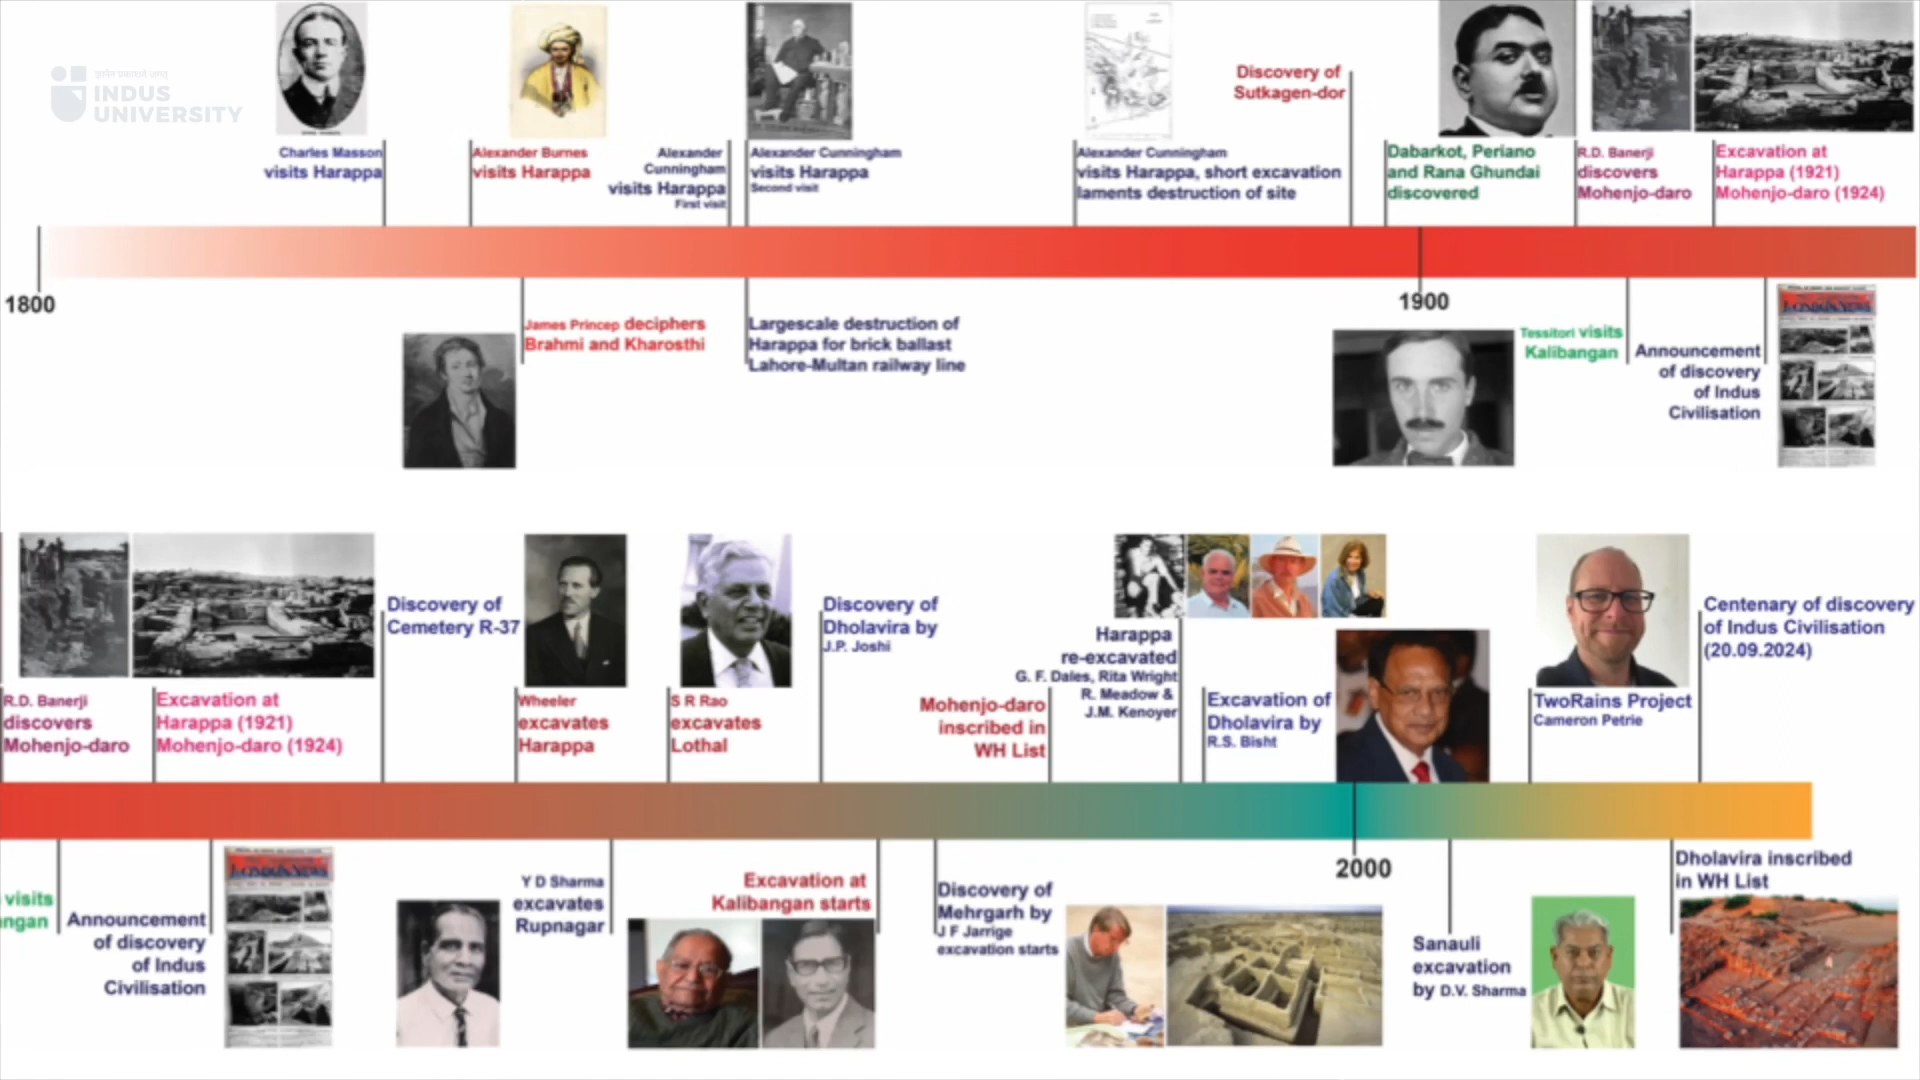 ज्ञानेन प्रकाशते जगत्
INDUS
UNIVERSITY
Charles Masson
visits Harappa
Alexander Burnes
visits Harappa
Alexander
Cunningham
visits Harappa
First visit
Alexander Cunningham
visits Harappa
Second visit
Alexander Cunningham
visits Harappa, short excavation
laments destruction of site
Discovery of
Sutkagen-dor
Dabarkot, Periano
and Rana Ghundai
discovered
R.D. Banerji
discovers
Mohenjo-daro
Excavation at
Harappa (1921)
Mohenjo-daro (1924)
1800
1900
James Princep deciphers
Brahmi and Kharosthi
Largescale destruction of
Harappa for brick ballast
Lahore-Multan railway line
Tessitori visits
Kalibangan
Announcement
of discovery
of Indus
Civilisation
LONDON NEWS
R.D. Banerji
discovers
Mohenjo-daro
Excavation at
Harappa (1921)
Mohenjo-daro (1924)
Discovery of
Cemetery R-37
Wheeler
excavates
Harappa
S R Rao
excavates
Lothal
Discovery of
Dholavira by
J.P. Joshi
Mohenjo-daro
inscribed in
WH List
Harappa
re-excavated
G. F. Dales, Rita Wright
R. Meadow &
J.M. Kenoyer
Excavation of
Dholavira by
R.S. Bisht
TwoRains Project
Cameron Petrie
Centenary of discovery
of Indus Civilisation
(20.09.2024)
2000
visits
ngan
Announcement
of discovery
of Indus
Civilisation
LONDON NEWS
Y D Sharma
excavates
Rupnagar
Excavation at
Kalibangan starts
Discovery of
Mehrgarh by
J F Jarrige
excavation starts
Sanauli
excavation
by D.V. Sharma
Dholavira inscribed
in WH List